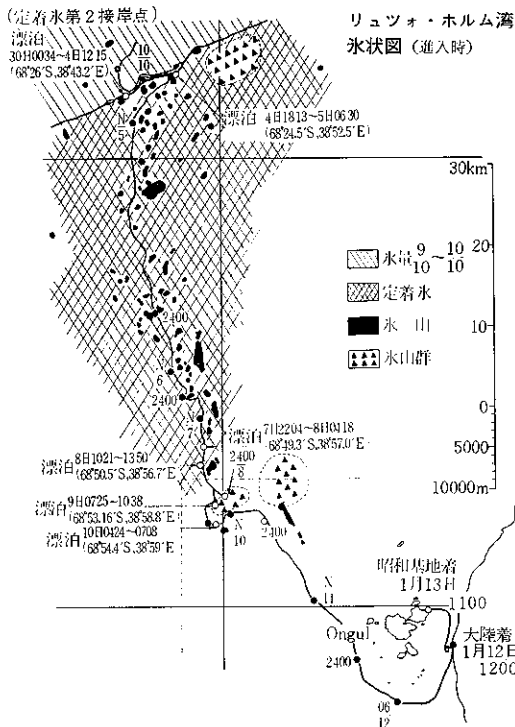 (定着氷第2接岸点)
漂泊
30日0034~4日1215
(68°26′S,38°43.2′E)
リュツォ・ホルム湾
氷状図 (進入時)
10
10
N
5
漂泊 4日1813~5日0630
(68°24.5′S,38°52.5′E)
30km
20
10
0
5000
10000m
氷量 9/10~10/10
定着氷
氷山
氷山群
2400
6
2400
N
7
漂泊 7日2204~8日0418
(68°49.3′S,38°57.0′E)
2400
8
漂泊 8日1021~1350
(68°50.5′S,38°56.7′E)
漂泊 9日0725~1038
(68°53.16′S,38°58.8′E)
漂泊 10日0424~0708
(68°54.4′S,38°59′E)
N
10
2400
昭和基地着
1月13日
1100
N
11
Ongul
大陸着
1月12日
1200
2400
06
12